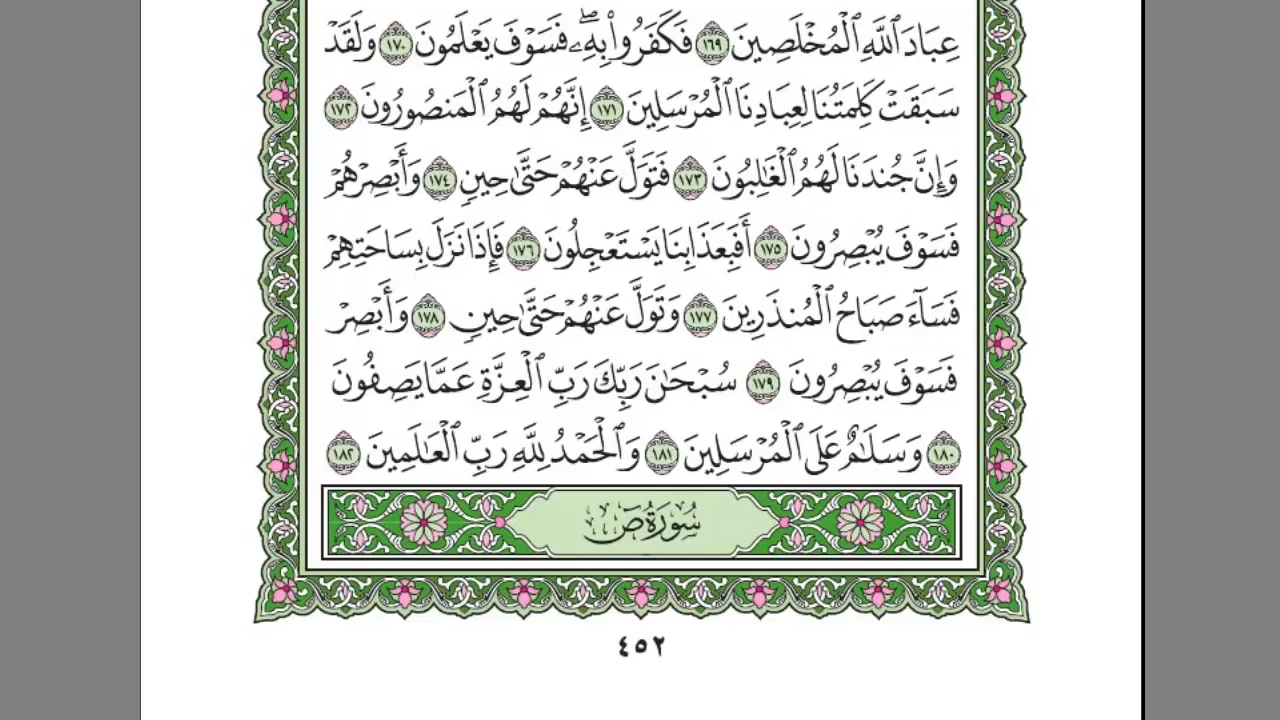 عِبَادَ ٱللَّهِ ٱلْمُخْلَصِينَ ١٦٩ فَكَفَرُوا۟ بِهِۦ ۖ فَسَوْفَ يَعْلَمُونَ ١٧٠ وَلَقَدْ
سَبَقَتْ كَلِمَتُنَا لِعِبَادِنَا ٱلْمُرْسَلِينَ ١٧١ إِنَّهُمْ لَهُمُ ٱلْمَنصُورُونَ ١٧٢
وَإِنَّ جُندَنَا لَهُمُ ٱلْغَٰلِبُونَ ١٧٣ فَتَوَلَّ عَنْهُمْ حَتَّىٰ حِينٍ ١٧٤ وَأَبْصِرْهُمْ
فَسَوْفَ يُبْصِرُونَ ١٧٥ أَفَبِعَذَابِنَا يَسْتَعْجِلُونَ ١٧٦ فَإِذَا نَزَلَ بِسَاحَتِهِمْ
فَسَآءَ صَبَاحُ ٱلْمُنذَرِينَ ١٧٧ وَتَوَلَّ عَنْهُمْ حَتَّىٰ حِينٍ ١٧٨ وَأَبْصِرْ
فَسَوْفَ يُبْصِرُونَ ١٧٩ سُبْحَٰنَ رَبِّكَ رَبِّ ٱلْعِزَّةِ عَمَّا يَصِفُونَ
١٨٠ وَسَلَٰمٌ عَلَى ٱلْمُرْسَلِينَ ١٨١ وَٱلْحَمْدُ لِلَّهِ رَبِّ ٱلْعَٰلَمِينَ ١٨٢
سُورَةُ صٓ
٤٥٢